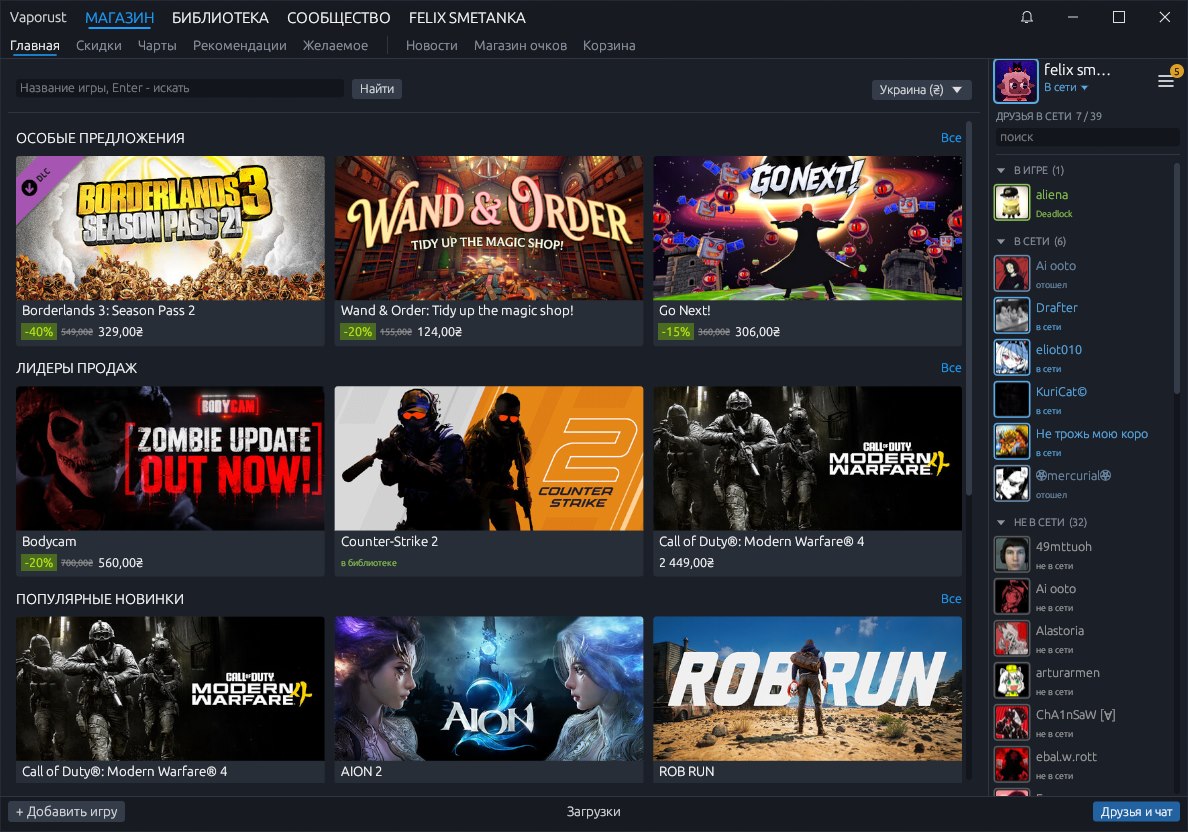 Vaporust МАГАЗИН БИБЛИОТЕКА СООБЩЕСТВО FELIX SMETANKA
Главная Скидки Чарты Рекомендации Желаемое Новости Магазин очков Корзина
Название игры, Enter - искать Найти Украина (₴)
ОСОБЫЕ ПРЕДЛОЖЕНИЯ Все
DLC
BORDERLANDS 3
SEASON PASS 2!
WAND & ORDER
TIDY UP THE MAGIC SHOP!
GO NEXT!
Borderlands 3: Season Pass 2
-40% 549,00₴ 329,00₴
Wand & Order: Tidy up the magic shop!
-20% 155,00₴ 124,00₴
Go Next!
-15% 360,00₴ 306,00₴
ЛИДЕРЫ ПРОДАЖ Все
[BODYCAM]
ZOMBIE UPDATE
OUT NOW!
2
COUNTER
STRIKE
CALL OF DUTY
MODERN
WARFARE 4
Bodycam
-20% 700,00₴ 560,00₴
Counter-Strike 2
в библиотеке
Call of Duty®: Modern Warfare® 4
2 449,00₴
ПОПУЛЯРНЫЕ НОВИНКИ Все
CALL OF DUTY
MODERN
WARFARE 4
AION 2
ROB RUN
Call of Duty®: Modern Warfare® 4
AION 2
ROB RUN
felix sm...
В сети
5
ДРУЗЬЯ В СЕТИ 7 / 39
поиск
В ИГРЕ (1)
aliena
Deadlock
В СЕТИ (6)
Ai ooto
отошел
Drafter
в сети
eliot010
в сети
KuriCat©
в сети
Не трожь мою коро
в сети
mercurial
отошел
НЕ В СЕТИ (32)
49mttuoh
не в сети
Ai ooto
не в сети
Alastoria
не в сети
arturarmen
не в сети
ChA1nSaW [∀]
не в сети
ebal.w.rott
не в сети
+ Добавить игру Загрузки Друзья и чат